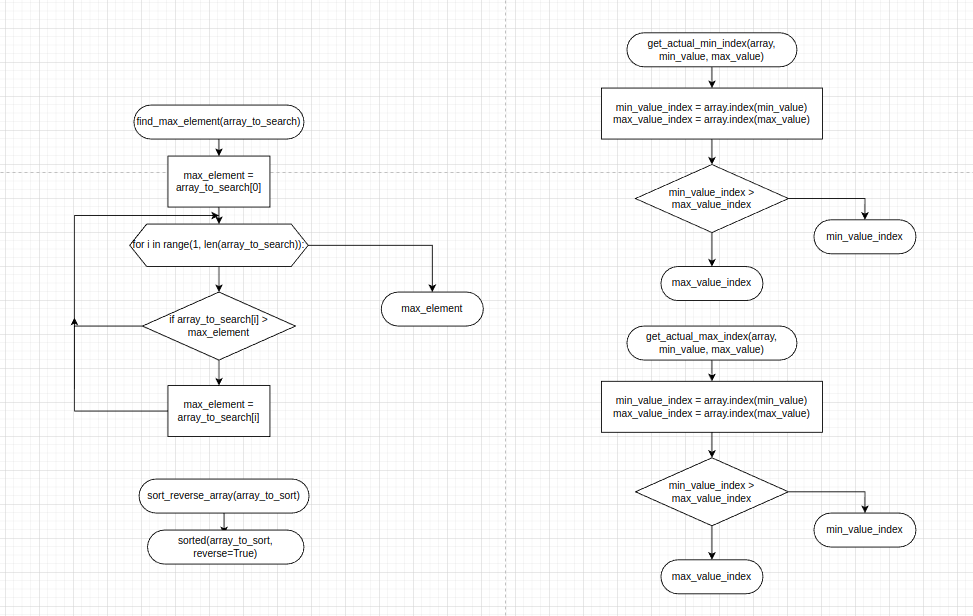 find_max_element(array_to_search)
max_element =
array_to_search[0]
for i in range(1, len(array_to_search)):
max_element
if array_to_search[i] >
max_element
max_element =
array_to_search[i]
sort_reverse_array(array_to_sort)
sorted(array_to_sort,
reverse=True)
get_actual_min_index(array,
min_value, max_value)
min_value_index = array.index(min_value)
max_value_index = array.index(max_value)
min_value_index >
max_value_index
min_value_index
max_value_index
get_actual_max_index(array,
min_value, max_value)
min_value_index = array.index(min_value)
max_value_index = array.index(max_value)
min_value_index >
max_value_index
min_value_index
max_value_index